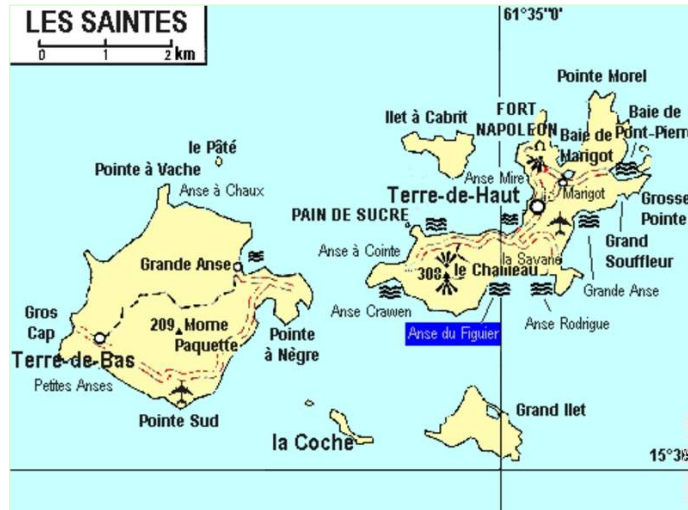 LES SAINTES
0 1 2 km
61°35"0'
Pointe Morel
Ilet à Cabrit
FORT
NAPOLEON
Baie de
Pont-Pierre
Baie de
Marigot
le Pâté
Pointe à Vache
Anse à Chaux
Anse Mire
Terre-de-Haut
Marigot
Grosse
Pointe
PAIN DE SUCRE
Grand
Souffleur
Anse à Cointe
la Savane
Grande Anse
308
le Chameau
Grande Anse
Anse Crawen
Gros
Cap
209
Morne
Paquette
Pointe
à Nègre
Anse du Figuier
Anse Rodrigue
Terre-de-Bas
Petites Anses
Pointe Sud
la Coche
Grand Ilet